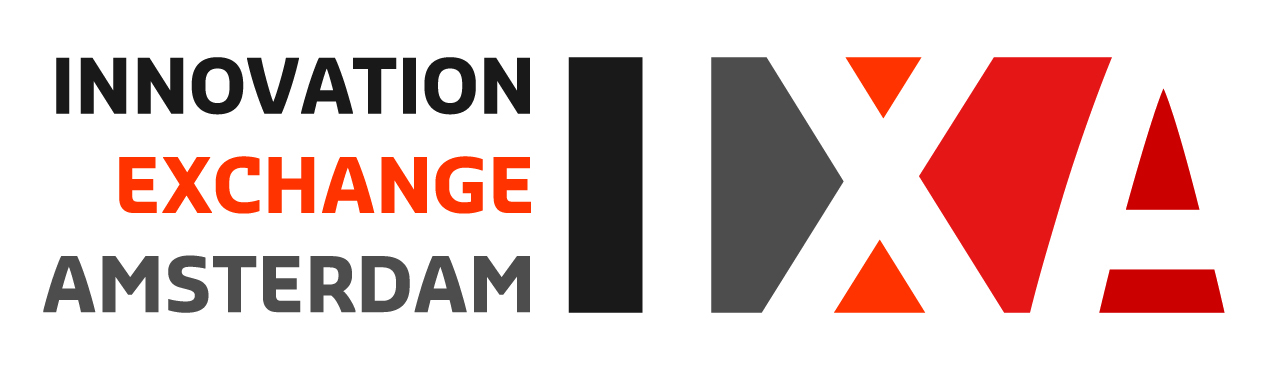 INNOVATION
EXCHANGE
AMSTERDAM
IXA